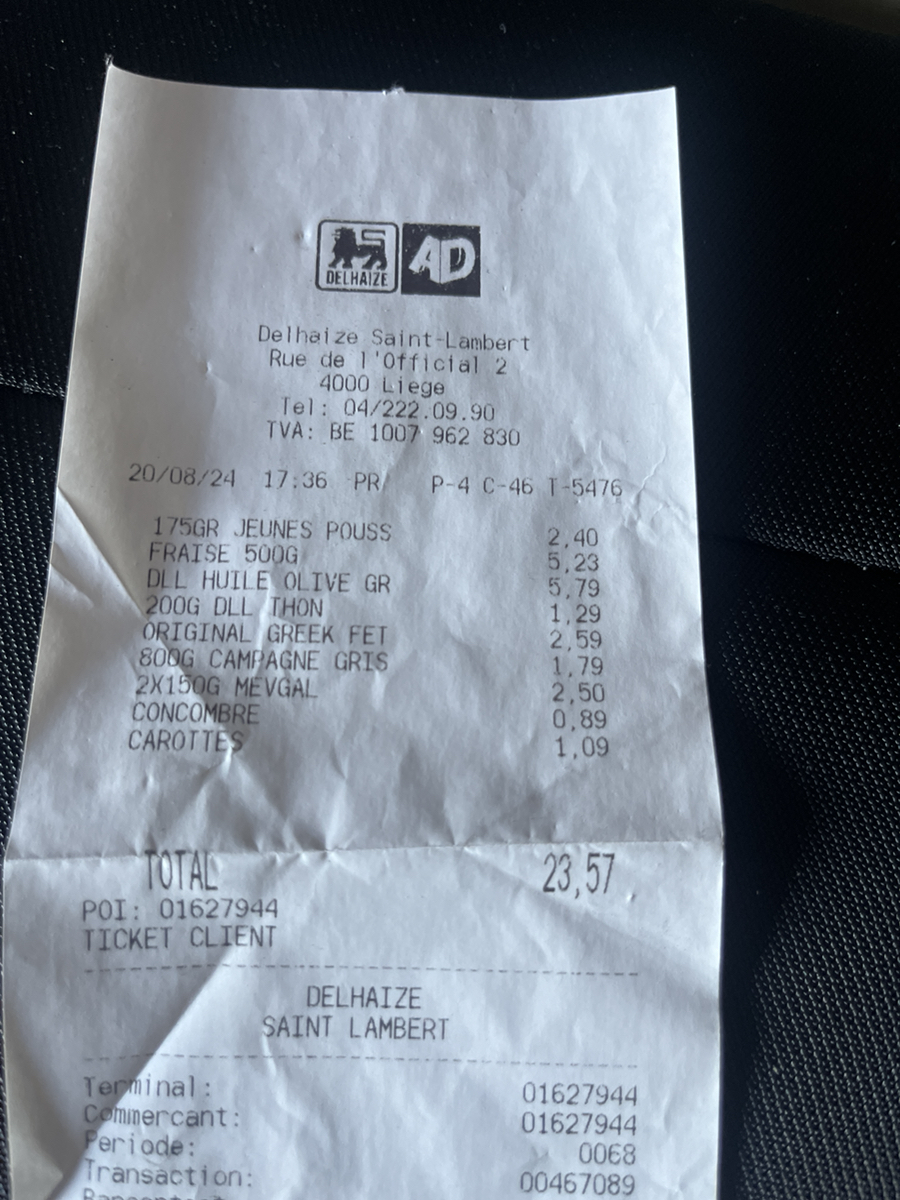 DELHAIZE AD
Delhaize Saint-Lambert
Rue de l'Official 2
4000 Liege
Tel: 04/222.09.90
TVA: BE 1007 962 830
20/08/24 17:36 PR P-4 C-46 T-5476
175GR JEUNES POUSS 2,40
FRAISE 500G 5,23
DLL HUILE OLIVE GR 5,79
200G DLL THON 1,29
ORIGINAL GREEK FET 2,59
800G CAMPAGNE GRIS 1,79
2X150G MEVGAL 2,50
CONCOMBRE 0,89
CAROTTES 1,09
TOTAL 23,57
POI: 01627944
TICKET CLIENT
DELHAIZE
SAINT LAMBERT
Terminal: 01627944
Commercant: 01627944
Periode: 0068
Transaction: 00467089